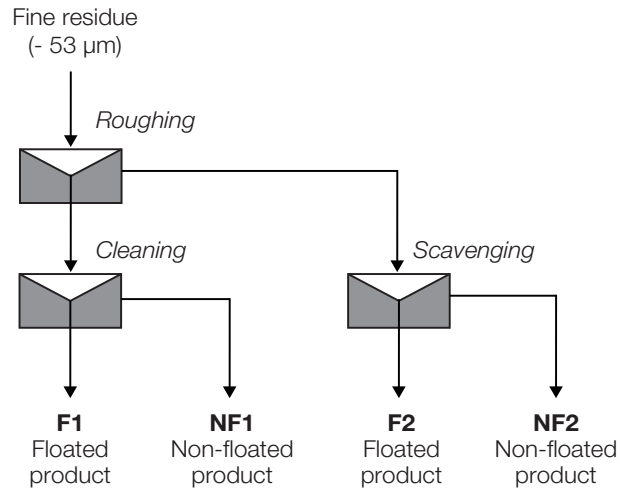 Fine residue
(- 53 µm)
Roughing
Cleaning
Scavenging
F1
Floated
product
NF1
Non-floated
product
F2
Floated
product
NF2
Non-floated
product